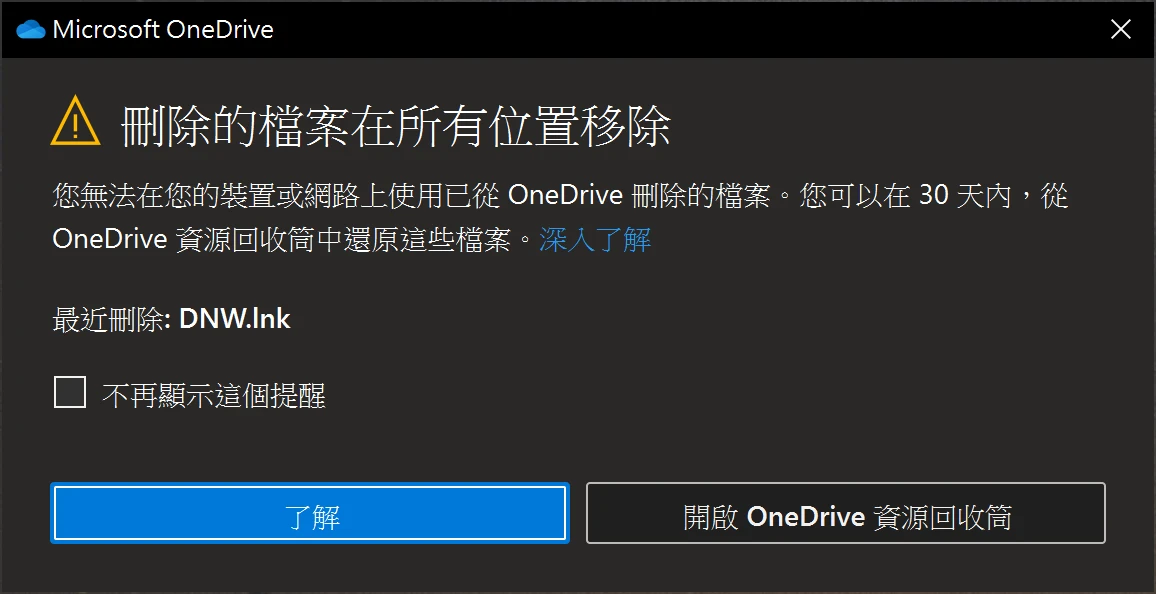 Microsoft OneDrive
刪除的檔案在所有位置移除
您無法在您的裝置或網路上使用已從 OneDrive 刪除的檔案。您可以在 30 天內，從
OneDrive 資源回收筒中還原這些檔案。深入了解
最近刪除: DNW.lnk
不再顯示這個提醒
了解
開啟 OneDrive 資源回收筒